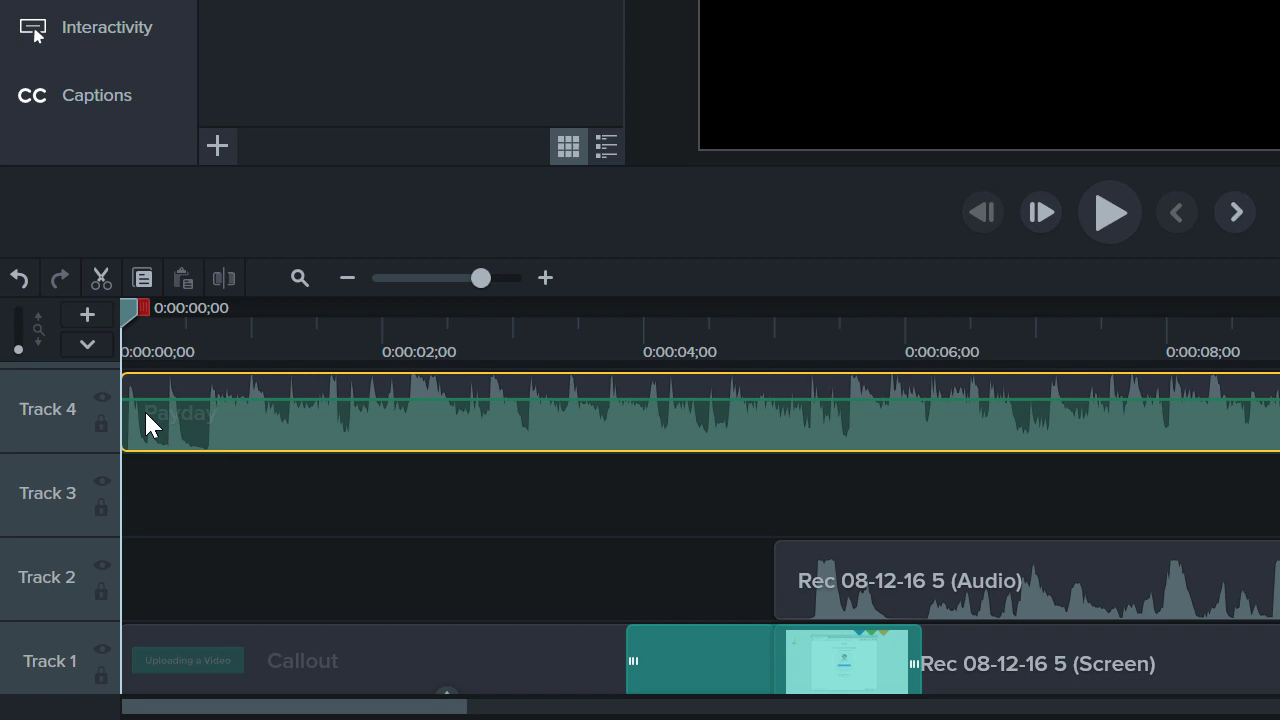 Interactivity
CC Captions
0:00:00;00
0:00:00;00 0:00:02;00 0:00:04;00 0:00:06;00 0:00:08;00
Track 4 Payday
Track 3
Track 2 Rec 08-12-16 5 (Audio)
Track 1 Uploading a Video Callout Rec 08-12-16 5 (Screen)